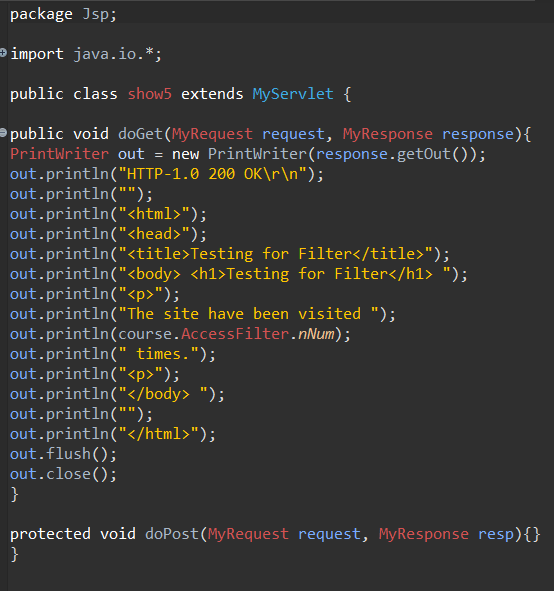 package Jsp;
import java.io.*;
public class show5 extends MyServlet {
public void doGet(MyRequest request, MyResponse response){
PrintWriter out = new PrintWriter(response.getOut());
out.println("HTTP-1.0 200 OK\r\n");
out.println("");
out.println("<html>");
out.println("<head>");
out.println("<title>Testing for Filter</title>");
out.println("<body> <h1>Testing for Filter</h1> ");
out.println("<p>");
out.println("The site have been visited ");
out.println(course.AccessFilter.nNum);
out.println(" times.");
out.println("<p>");
out.println("</body> ");
out.println("");
out.println("</html>");
out.flush();
out.close();
}
protected void doPost(MyRequest request, MyResponse resp){}
}